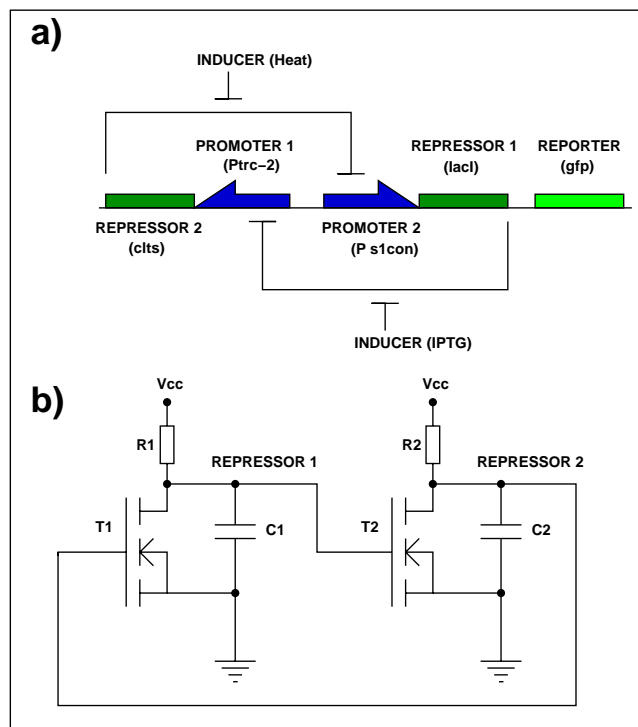 a)
INDUCER (Heat)
PROMOTER 1
(Ptrc−2)
REPRESSOR 1
(lacI)
REPORTER
(gfp)
REPRESSOR 2
(cIts)
PROMOTER 2
(P s1con)
INDUCER (IPTG)
b)
Vcc
Vcc
R1
R2
REPRESSOR 1
REPRESSOR 2
T1
C1
T2
C2